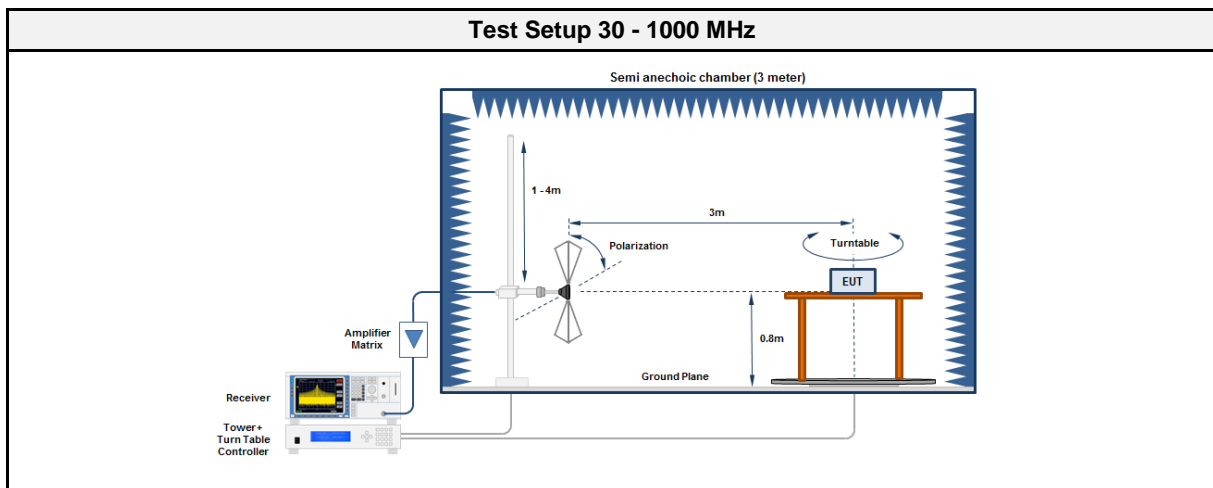 Test Setup 30 - 1000 MHz
Semi anechoic chamber (3 meter)
1 - 4m
3m
Polarization
Turntable
EUT
Amplifier
Matrix
0.8m
Ground Plane
Receiver
Tower+
Turn Table
Controller